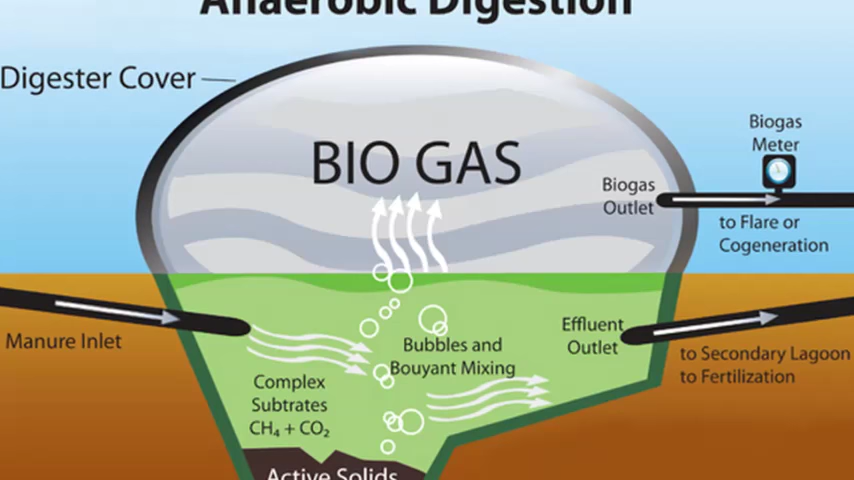 Anaerobic Digestion
Digester Cover
BIO GAS
Biogas
Meter
Biogas
Outlet
to Flare or
Cogeneration
Manure Inlet
Effluent
Outlet
Bubbles and
Bouyant Mixing
to Secondary Lagoon
to Fertilization
Complex
Subtrates
CH₄ + CO₂
Active Solids